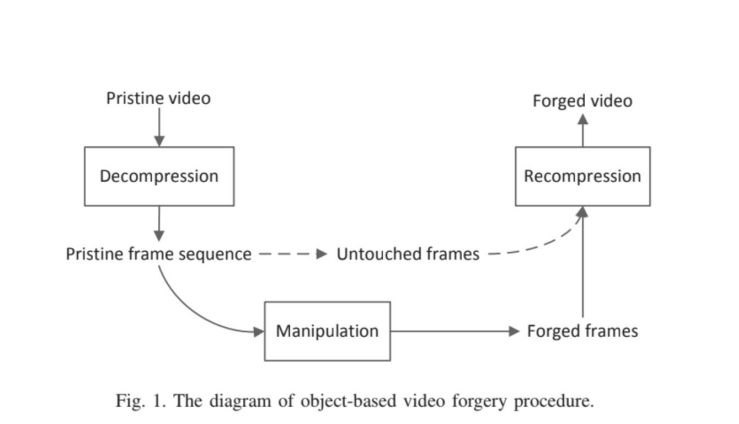 Pristine video
Forged video
Decompression
Recompression
Pristine frame sequence
Untouched frames
Manipulation
Forged frames
Fig. 1. The diagram of object-based video forgery procedure.